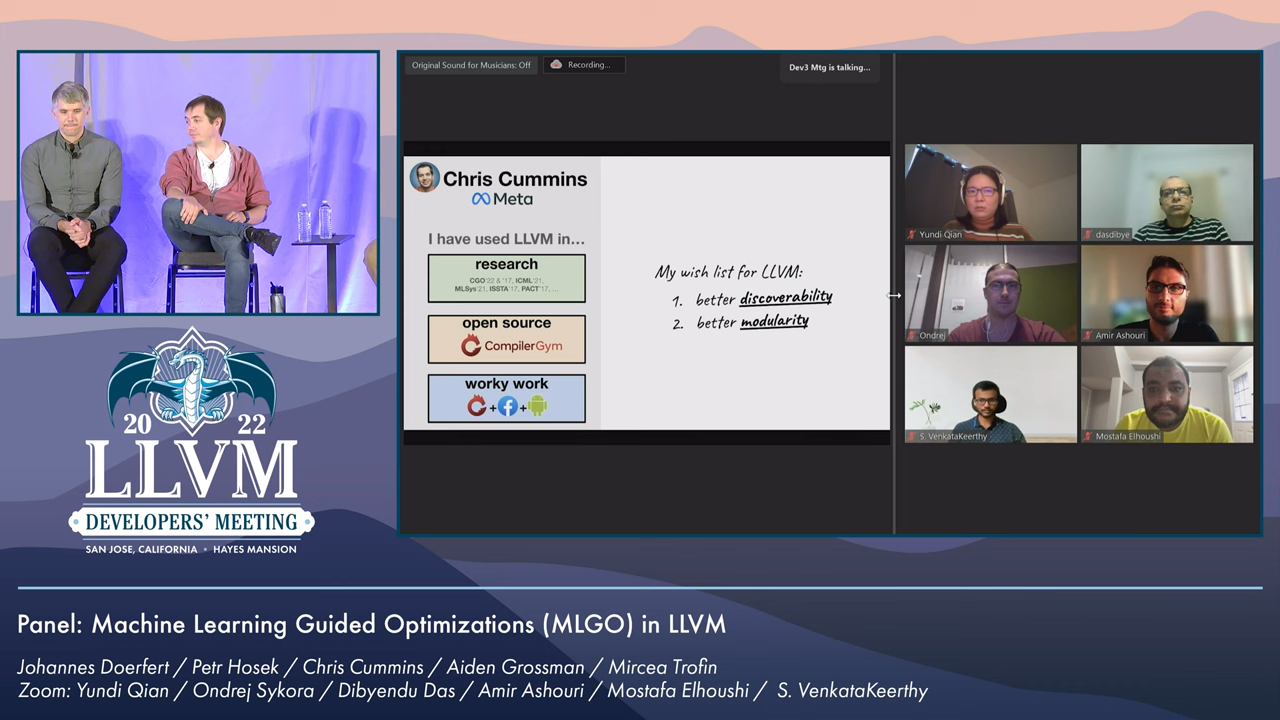 Original Sound for Musicians: Off
Recording...
Dev3 Mtg is talking...
Chris Cummins
Meta
I have used LLVM in...
research
CGO'22 & '17, ICML'21,
MLSys'21, ISSTA'17, PACT'17, ...
open source
CompilerGym
worky work
+ +
My wish list for LLVM:
1. better discoverability
2. better modularity
Yundi Qian
dasdibye
Ondrej
Amir Ashouri
S. VenkataKeerthy
Mostafa Elhoushi
20 22
LLVM
DEVELOPERS' MEETING
SAN JOSE, CALIFORNIA • HAYES MANSION
Panel: Machine Learning Guided Optimizations (MLGO) in LLVM
Johannes Doerfert / Petr Hosek / Chris Cummins / Aiden Grossman / Mircea Trofin
Zoom: Yundi Qian / Ondrej Sykora / Dibyendu Das / Amir Ashouri / Mostafa Elhoushi / S. VenkataKeerthy